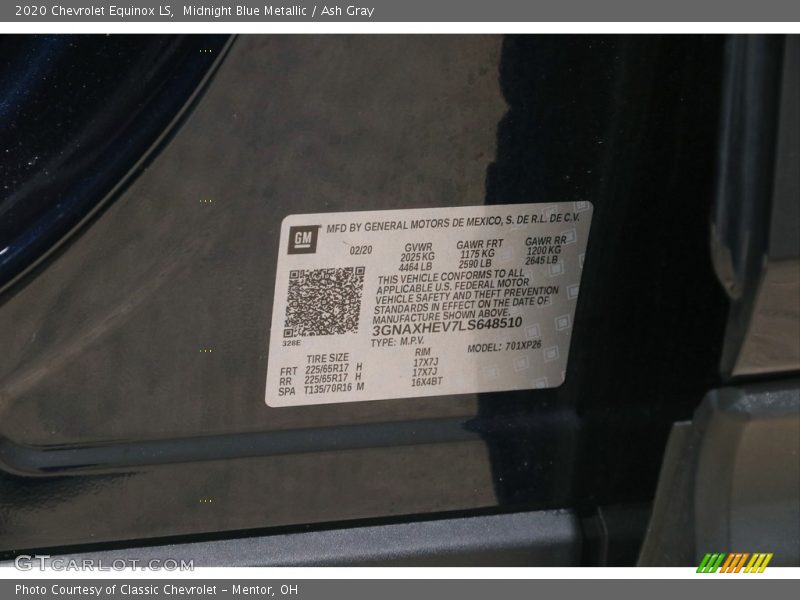 2020 Chevrolet Equinox LS,  Midnight Blue Metallic / Ash Gray
GM
MFD BY GENERAL MOTORS DE MEXICO, S. DE R.L. DE C.V.
02/20 GVWR GAWR FRT GAWR RR
2025 KG 1175 KG 1200 KG
4464 LB 2590 LB 2645 LB
THIS VEHICLE CONFORMS TO ALL
APPLICABLE U.S. FEDERAL MOTOR
VEHICLE SAFETY AND THEFT PREVENTION
STANDARDS IN EFFECT ON THE DATE OF
MANUFACTURE SHOWN ABOVE.
3GNAXHEV7LS648510
328E
TYPE: M.P.V. MODEL: 701XP26
TIRE SIZE RIM
FRT 225/65R17 H 17X7J
RR 225/65R17 H 17X7J
SPA T135/70R16 M 16X4BT
GTCARLOT.COM
Photo Courtesy of Classic Chevrolet - Mentor, OH